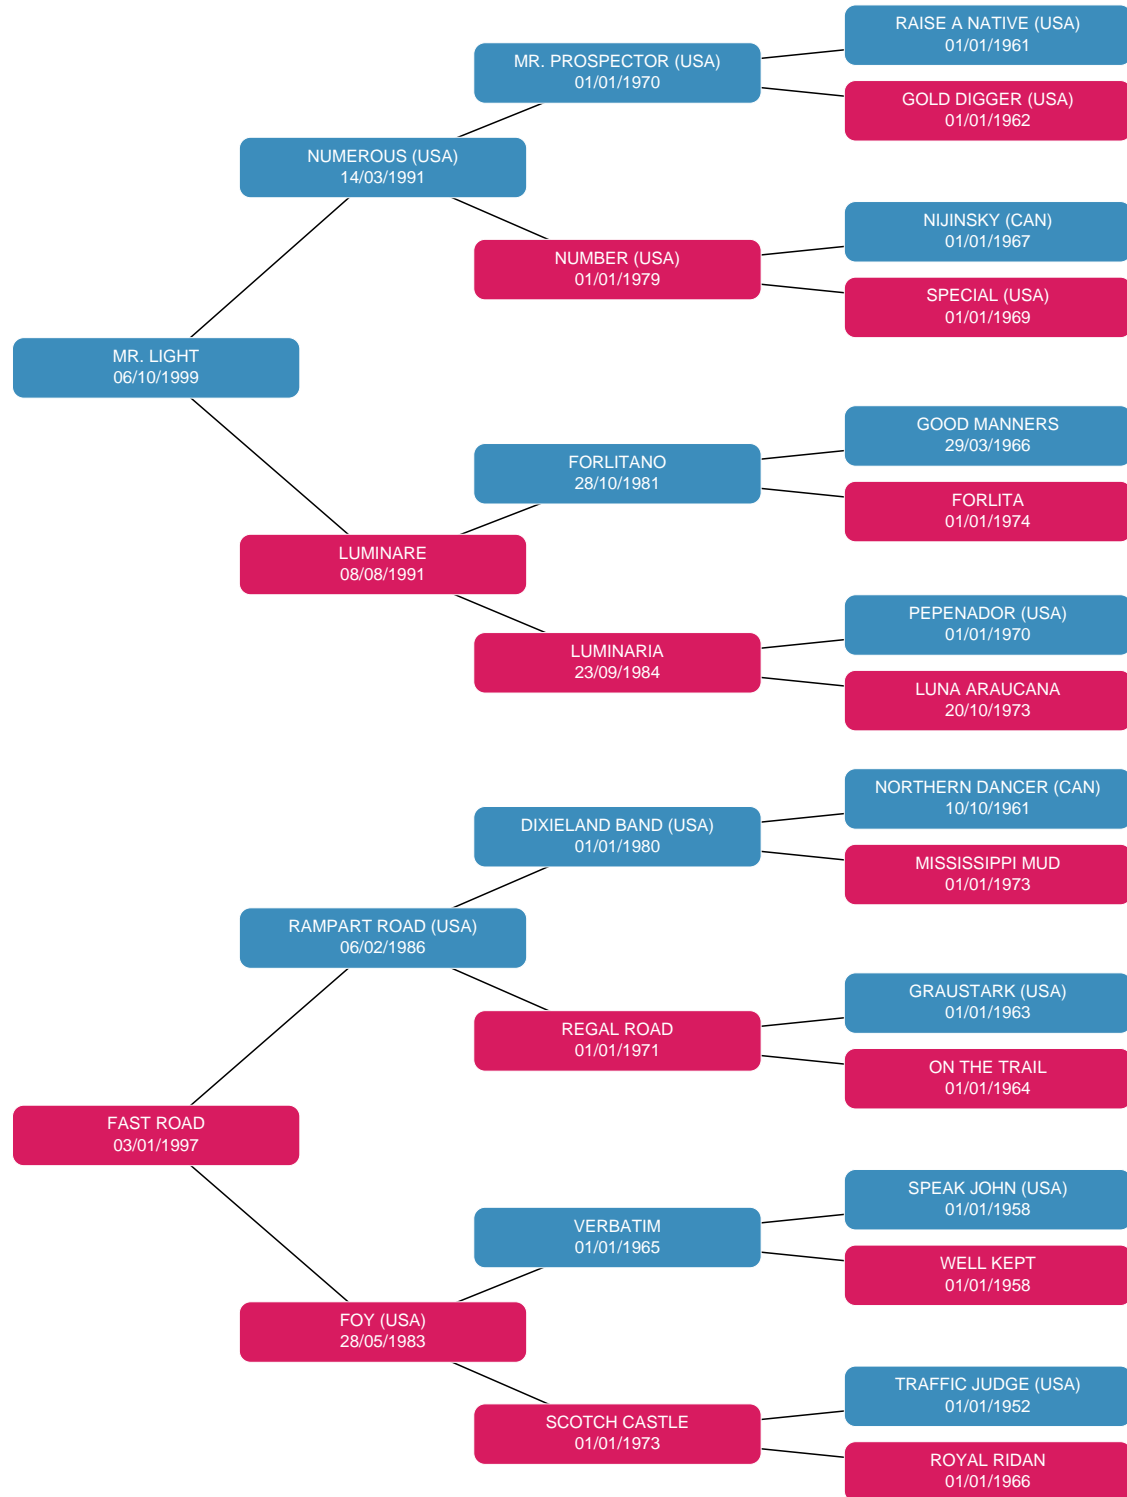 RAISE A NATIVE (USA)
01/01/1961
MR. PROSPECTOR (USA)
01/01/1970
GOLD DIGGER (USA)
01/01/1962
NUMEROUS (USA)
14/03/1991
NIJINSKY (CAN)
01/01/1967
NUMBER (USA)
01/01/1979
SPECIAL (USA)
01/01/1969
MR. LIGHT
06/10/1999
GOOD MANNERS
29/03/1966
FORLITANO
28/10/1981
FORLITA
01/01/1974
LUMINARE
08/08/1991
PEPENADOR (USA)
01/01/1970
LUMINARIA
23/09/1984
LUNA ARAUCANA
20/10/1973
NORTHERN DANCER (CAN)
10/10/1961
DIXIELAND BAND (USA)
01/01/1980
MISSISSIPPI MUD
01/01/1973
RAMPART ROAD (USA)
06/02/1986
GRAUSTARK (USA)
01/01/1963
REGAL ROAD
01/01/1971
ON THE TRAIL
01/01/1964
FAST ROAD
03/01/1997
SPEAK JOHN (USA)
01/01/1958
VERBATIM
01/01/1965
WELL KEPT
01/01/1958
FOY (USA)
28/05/1983
TRAFFIC JUDGE (USA)
01/01/1952
SCOTCH CASTLE
01/01/1973
ROYAL RIDAN
01/01/1966